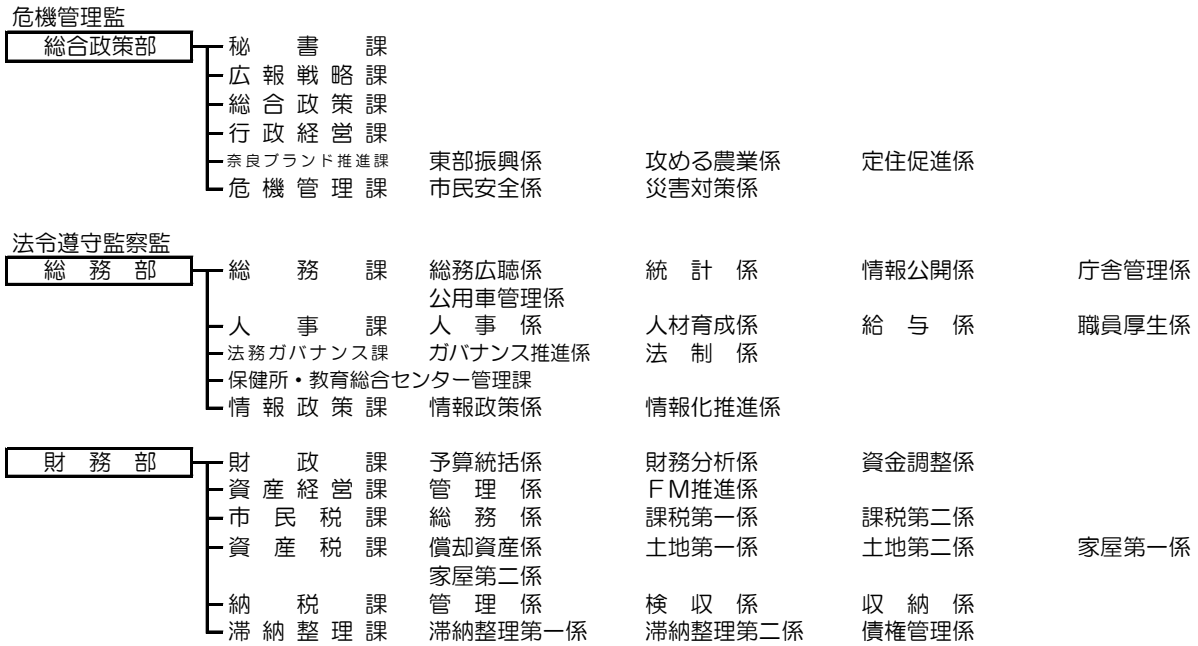 危機管理監
総合政策部 秘書課
広報戦略課
総合政策課
行政経営課
奈良ブランド推進課 東部振興係 攻める農業係 定住促進係
危機管理課 市民安全係 災害対策係
法令遵守監察監
総務部 総務課 総務広聴係 統計係 情報公開係 庁舎管理係
公用車管理係
人事課 人事係 人材育成係 給与係 職員厚生係
法務ガバナンス課 ガバナンス推進係 法制係
保健所・教育総合センター管理課
情報政策課 情報政策係 情報化推進係
財務部 財政課 予算統括係 財務分析係 資金調整係
資産経営課 管理係 ＦＭ推進係
市民税課 総務係 課税第一係 課税第二係
資産税課 償却資産係 土地第一係 土地第二係 家屋第一係
家屋第二係
納税課 管理係 検収係 収納係
滞納整理課 滞納整理第一係 滞納整理第二係 債権管理係